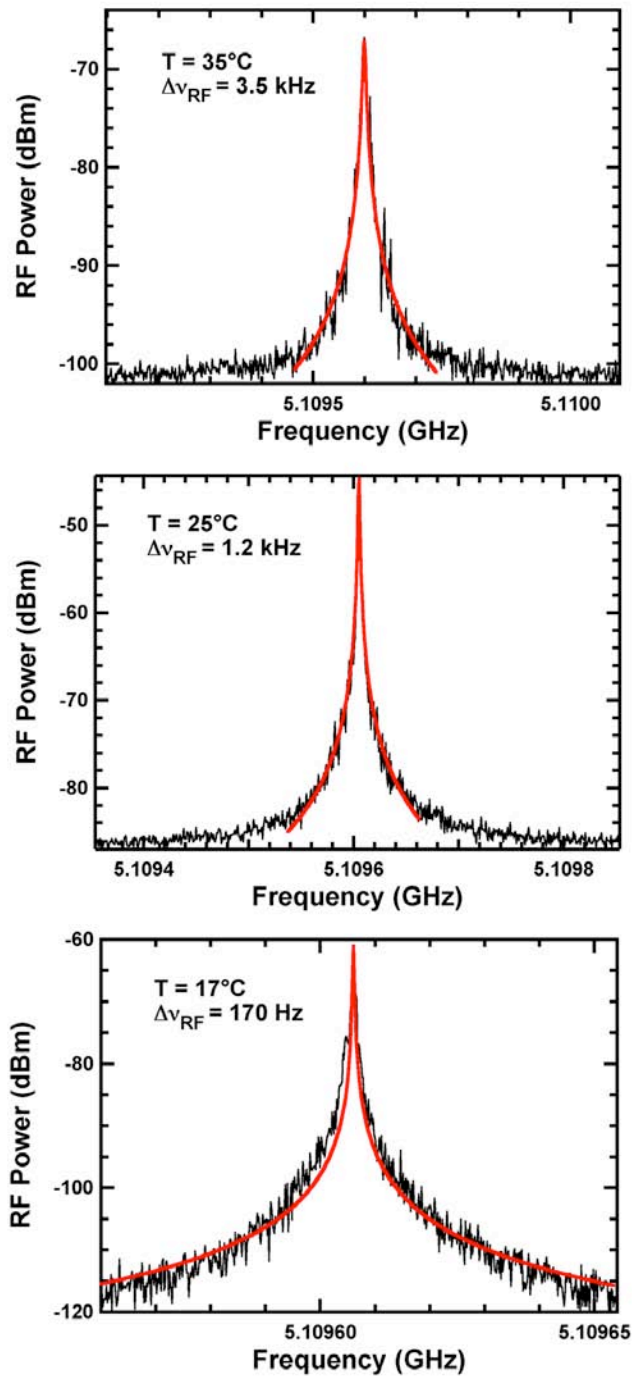 T = 35°C
Δν_RF = 3.5 kHz
-70
-80
-90
-100
RF Power (dBm)
5.1095
5.1100
Frequency (GHz)
T = 25°C
Δν_RF = 1.2 kHz
-50
-60
-70
-80
RF Power (dBm)
5.1094
5.1096
5.1098
Frequency (GHz)
-60
T = 17°C
Δν_RF = 170 Hz
-80
-100
-120
RF Power (dBm)
5.10960
5.10965
Frequency (GHz)